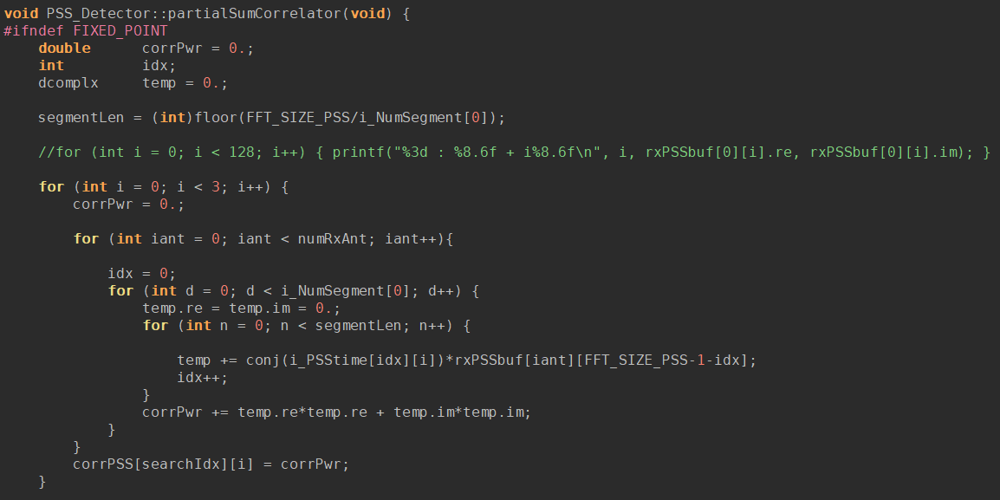 void PSS_Detector::partialSumCorrelator(void) {
#ifndef FIXED_POINT
    double      corrPwr = 0.;
    int         idx;
    dcomplx     temp = 0.;

    segmentLen = (int)floor(FFT_SIZE_PSS/i_NumSegment[0]);

    //for (int i = 0; i < 128; i++) { printf("%3d : %8.6f + i%8.6f\n", i, rxPSSbuf[0][i].re, rxPSSbuf[0][i].im); }

    for (int i = 0; i < 3; i++) {
        corrPwr = 0.;

        for (int iant = 0; iant < numRxAnt; iant++){

            idx = 0;
            for (int d = 0; d < i_NumSegment[0]; d++) {
                temp.re = temp.im = 0.;
                for (int n = 0; n < segmentLen; n++) {

                    temp += conj(i_PSStime[idx][i])*rxPSSbuf[iant][FFT_SIZE_PSS-1-idx];
                    idx++;
                }
                corrPwr += temp.re*temp.re + temp.im*temp.im;
            }
        }
        corrPSS[searchIdx][i] = corrPwr;
    }